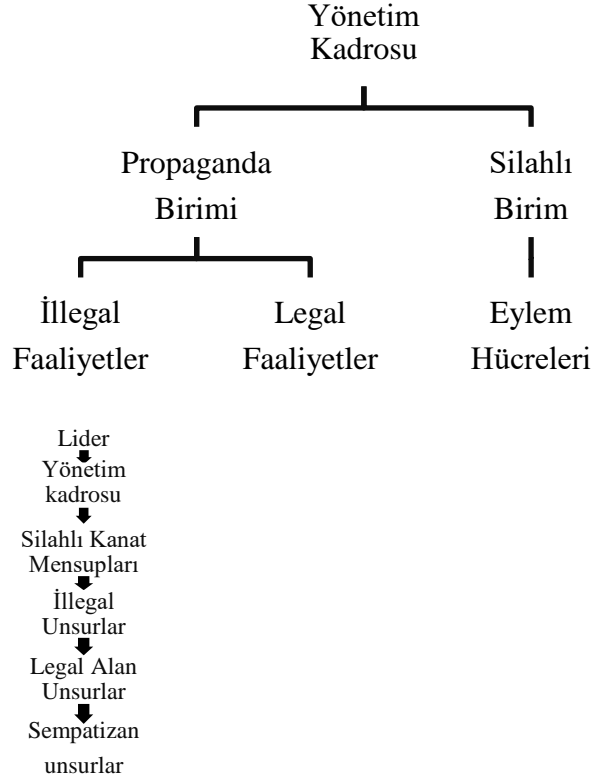 Yönetim
Kadrosu
Propaganda
Birimi
Silahlı
Birim
İllegal
Faaliyetler
Legal
Faaliyetler
Eylem
Hücreleri
Lider
Yönetim
kadrosu
Silahlı Kanat
Mensupları
İllegal
Unsurlar
Legal Alan
Unsurlar
Sempatizan
unsurlar